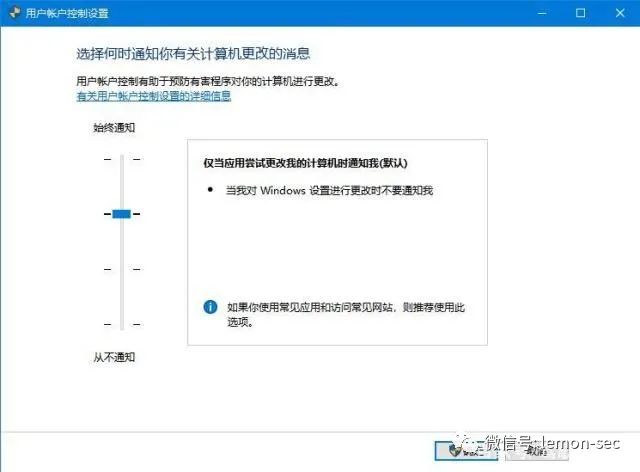 用户帐户控制设置
选择何时通知你有关计算机更改的消息
用户帐户控制有助于预防有害程序对你的计算机进行更改。
有关用户帐户控制设置的详细信息
始终通知
仅当应用尝试更改我的计算机时通知我(默认)
当我对 Windows 设置进行更改时不要通知我
如果你使用常见应用和访问常见网站，则推荐使用此
选项。
从不通知
微信号: lemon-sec